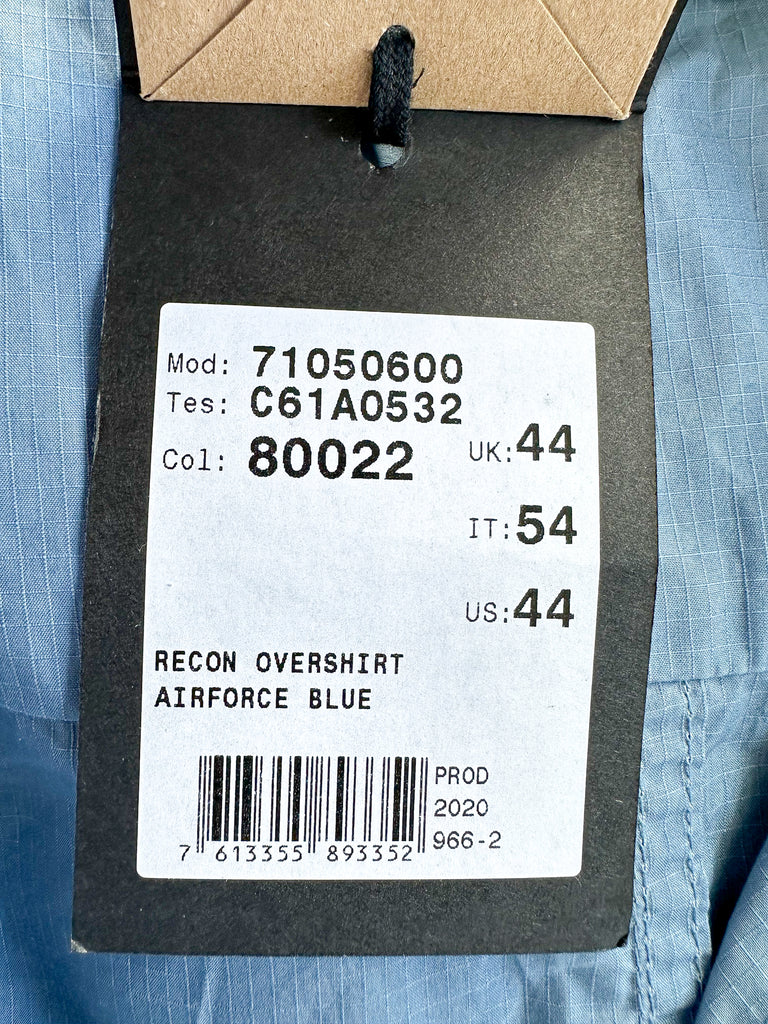 Mod: 71050600
Tes: C61A0532
Col: 80022
UK:44
IT:54
US:44
RECON OVERSHIRT
AIRFORCE BLUE
PROD
2020
966-2
7 613355 893352